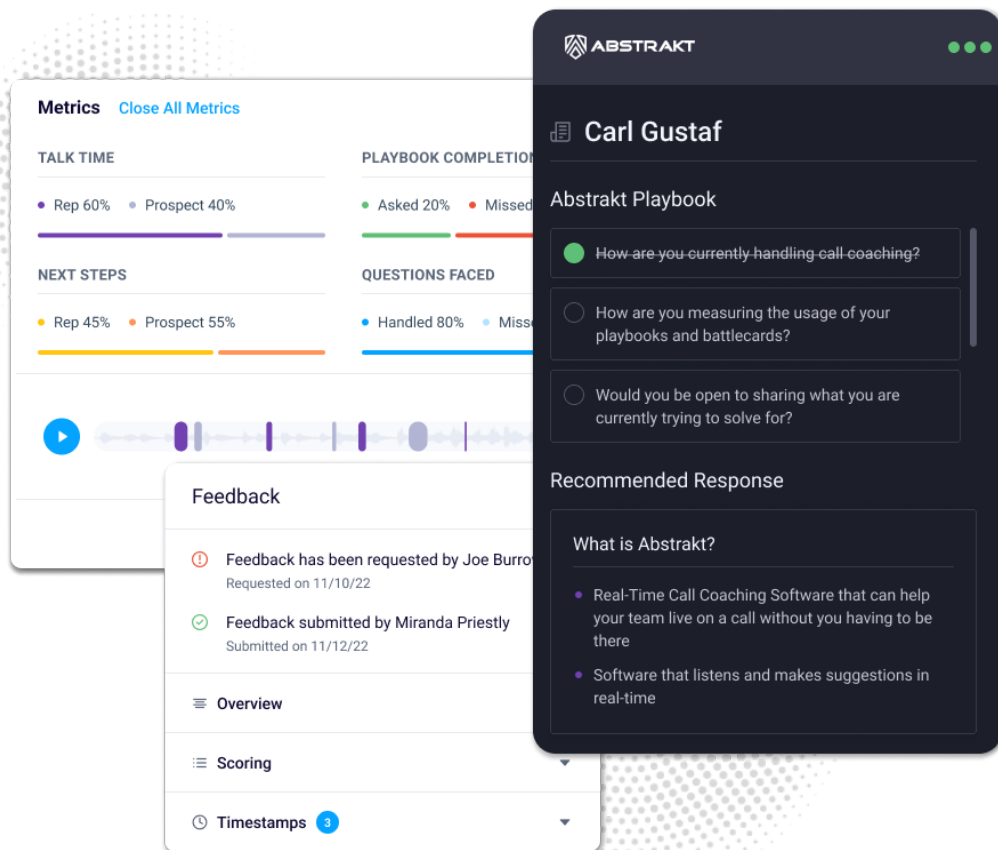 Metrics Close All Metrics
TALK TIME
Rep 60% Prospect 40%
PLAYBOOK COMPLETION
Asked 20% Missed
NEXT STEPS
Rep 45% Prospect 55%
QUESTIONS FACED
Handled 80%
Feedback
Feedback has been requested by Joe Burro
Requested on 11/10/22
Feedback submitted by Miranda Priestly
Submitted on 11/12/22
Overview
Scoring
Timestamps 3
ABSTRAKT
Carl Gustaf
Abstrakt Playbook
How are you currently handling call coaching?
How are you measuring the usage of your
playbooks and battlecards?
Would you be open to sharing what you are
currently trying to solve for?
Recommended Response
What is Abstrakt?
Real-Time Call Coaching Software that can help
your team live on a call without you having to be
there
Software that listens and makes suggestions in
real-time